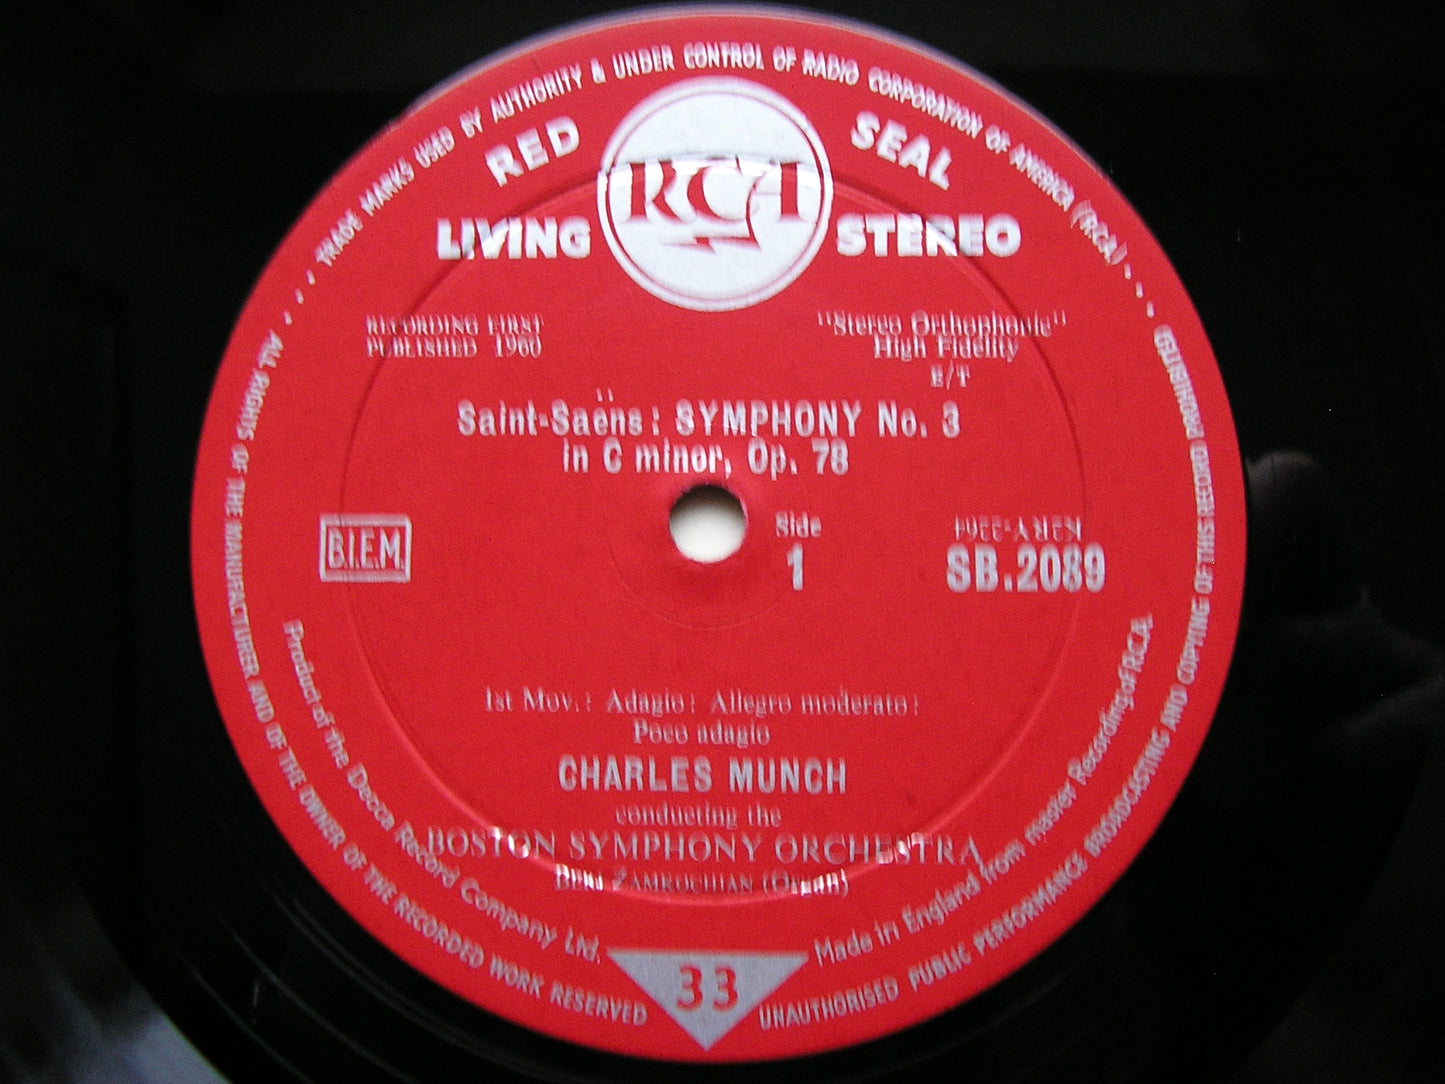 TRADE MARKS USED BY AUTHORITY & UNDER CONTROL OF RADIO CORPORATION OF AMERICA (RCA)
RED SEAL
RCA
LIVING STEREO
RECORDING FIRST
PUBLISHED 1960
"Stereo Orthophonic"
High Fidelity
E/T
Saint-Saëns: SYMPHONY No. 3
in C minor, Op. 78
B.I.E.M.
Side
1
SB.2089
1st Mov.: Adagio: Allegro moderato:
Poco adagio
CHARLES MUNCH
conducting the
BOSTON SYMPHONY ORCHESTRA
(Organ)
Product of The Decca Record Company Ltd.
Made in England from master Recording of RCA
33
ALL RIGHTS OF THE MANUFACTURER AND OF THE OWNER OF THE RECORDED WORK RESERVED
UNAUTHORISED PUBLIC PERFORMANCE BROADCASTING AND COPYING OF THIS RECORD PROHIBITED